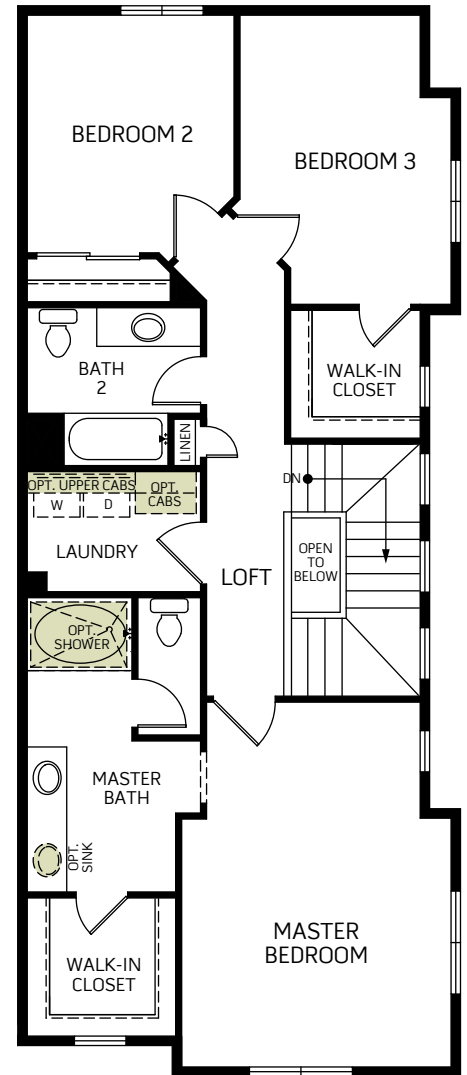 BEDROOM 2
BEDROOM 3
BATH
2
WALK-IN
CLOSET
LINEN
OPT. UPPER CABS
OPT.
CABS
W
D
DN
LAUNDRY
LOFT
OPEN
TO
BELOW
OPT.
SHOWER
MASTER
BATH
OPT.
SINK
MASTER
BEDROOM
WALK-IN
CLOSET